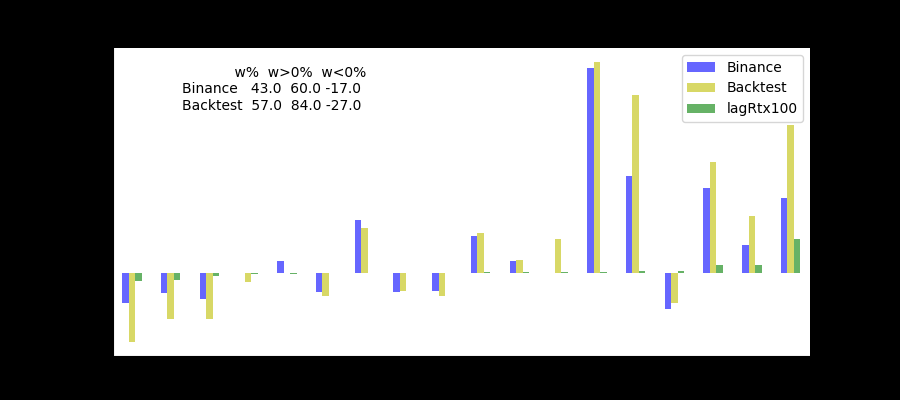 w% w>0% w<0%
Binance 43.0 60.0 -17.0
Backtest 57.0 84.0 -27.0
Binance
Backtest
lagRtx100